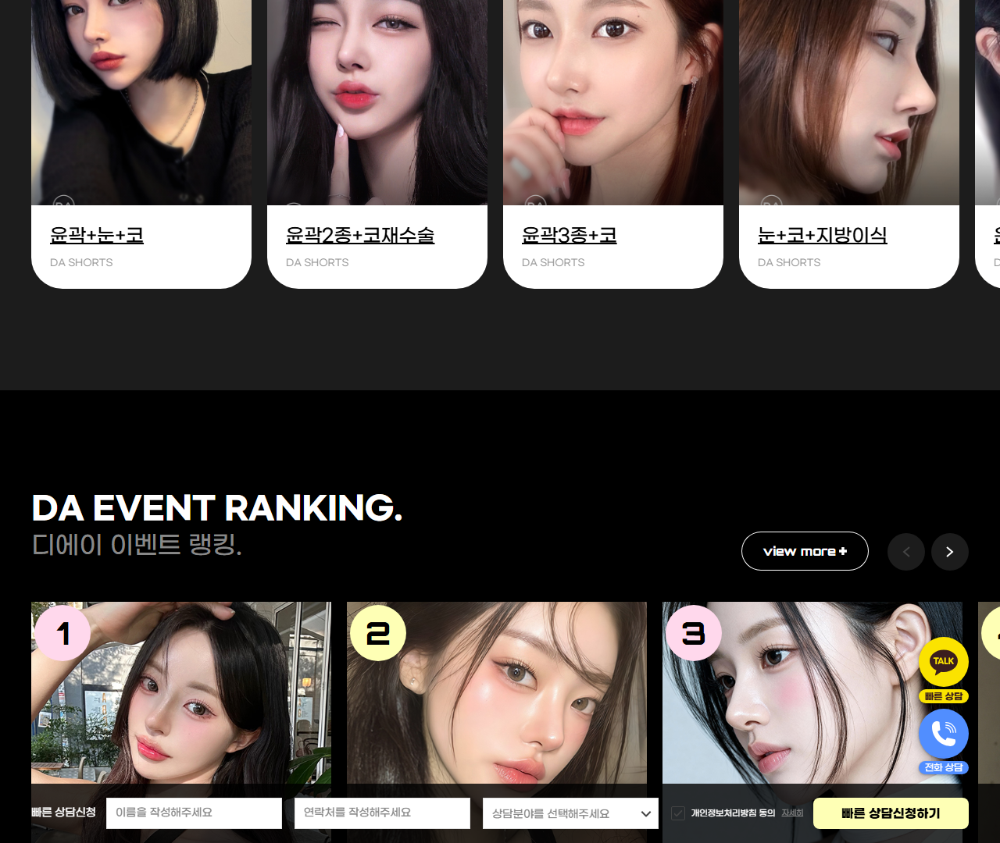 윤곽+눈+코
DA SHORTS
윤곽2종+코재수술
DA SHORTS
윤곽3종+코
DA SHORTS
눈+코+지방이식
DA SHORTS
DA EVENT RANKING.
디에이 이벤트 랭킹.
view more +
1
2
3
TALK
빠른 상담
전화 상담
빠른 상담신청
이름을 작성해주세요
연락처를 작성해주세요
상담분야를 선택해주세요
개인정보처리방침 동의
자세히
빠른 상담신청하기